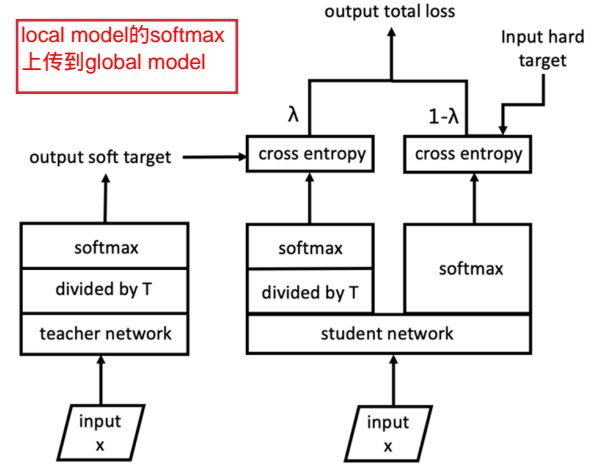 local model的softmax
上传到global model
output total loss
Input hard
target
λ
1-λ
output soft target
cross entropy
cross entropy
softmax
divided by T
teacher network
softmax
divided by T
softmax
student network
input
x
input
x